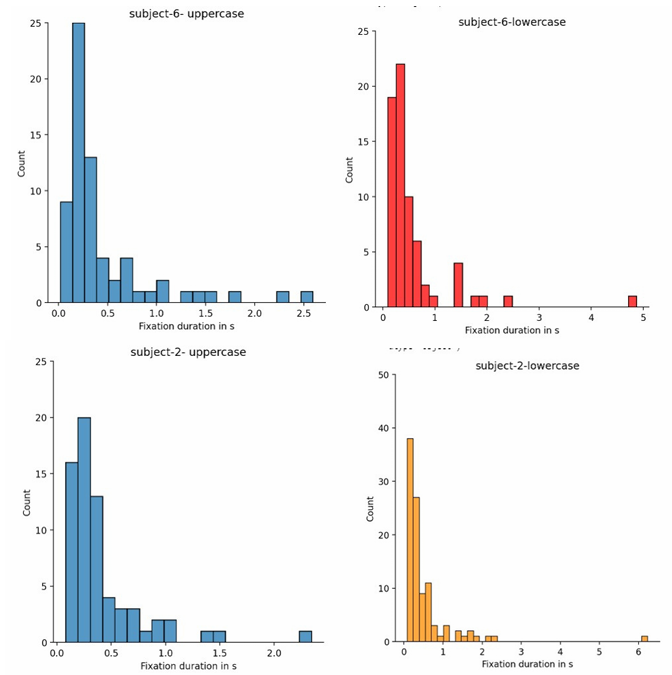 subject-6- uppercase
25
20
15
10
5
0
Count
0.0 0.5 1.0 1.5 2.0 2.5
Fixation duration in s
subject-6-lowercase
25
20
15
10
5
0
Count
0 1 2 3 4 5
Fixation duration in s
subject-2- uppercase
25
20
15
10
5
0
Count
0.0 0.5 1.0 1.5 2.0
Fixation duration in s
subject-2-lowercase
50
40
30
20
10
0
Count
0 1 2 3 4 5 6
Fixation duration in s